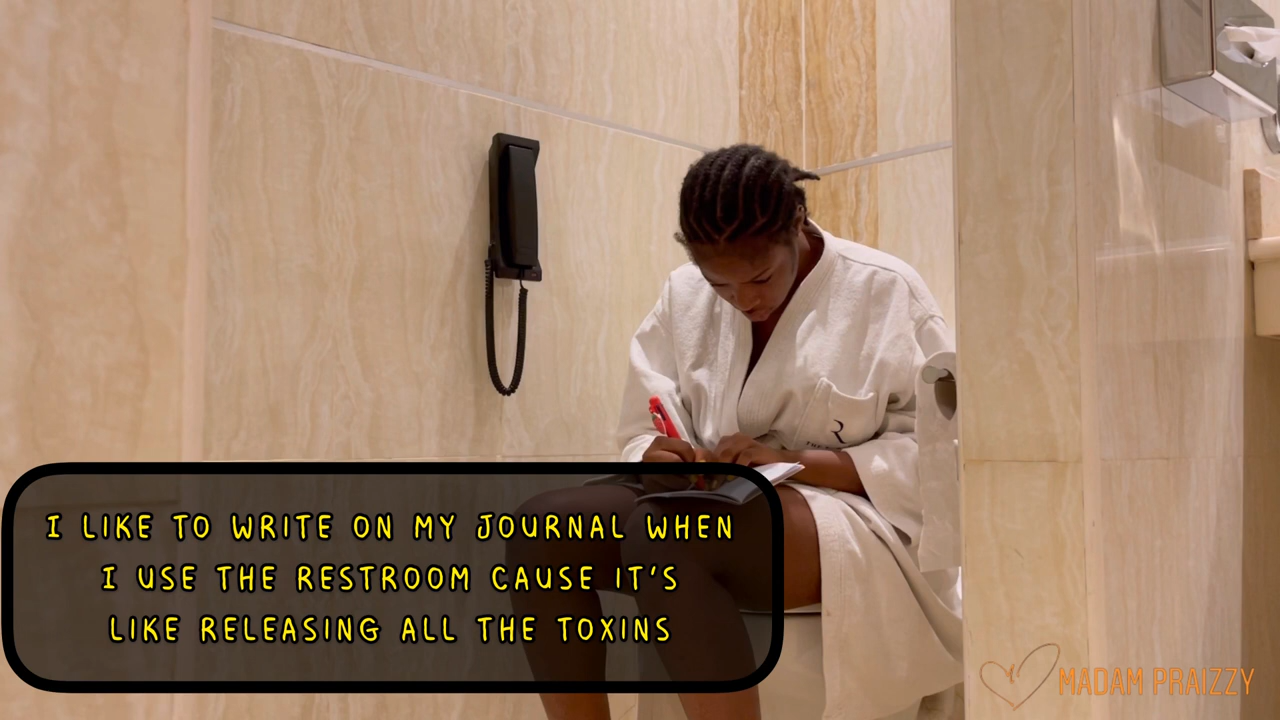 I LIKE TO WRITE ON MY JOURNAL WHEN
I USE THE RESTROOM CAUSE IT'S
LIKE RELEASING ALL THE TOXINS
R
MADAM PRAIZZY